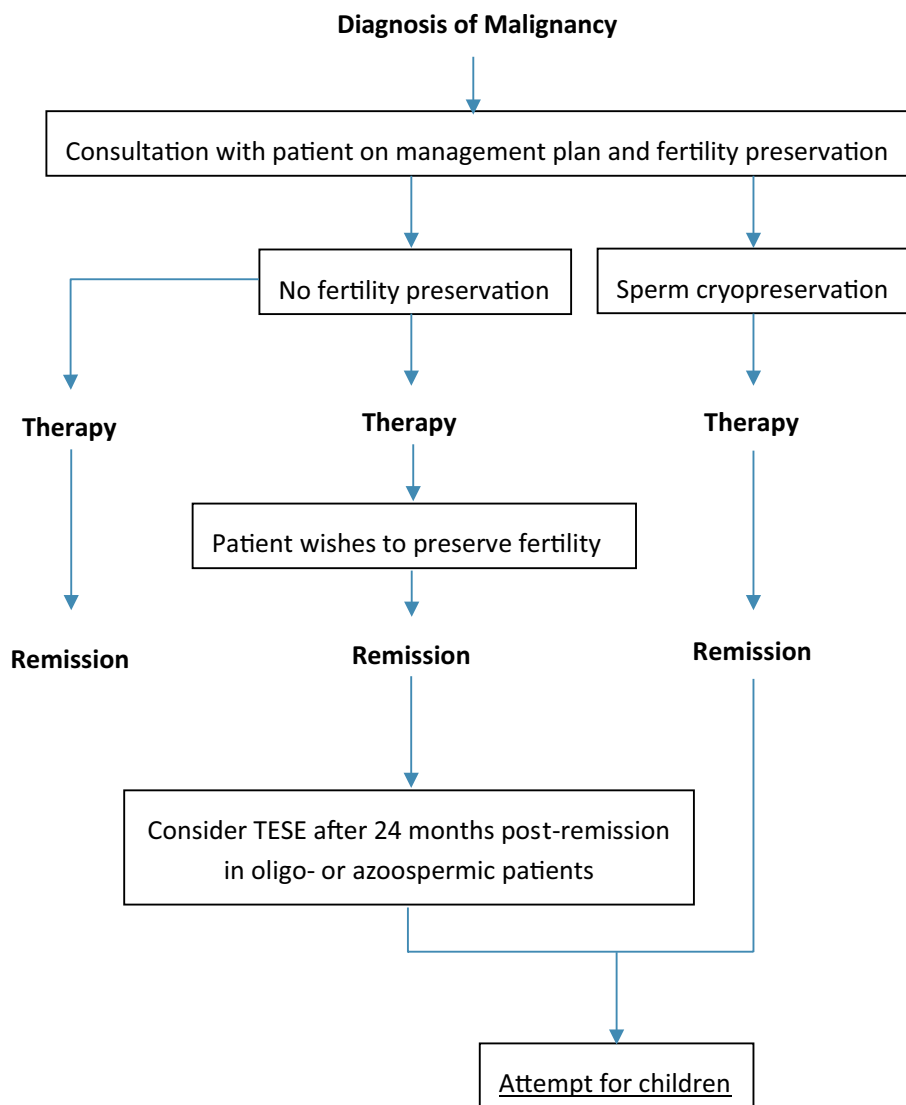 Diagnosis of Malignancy
Consultation with patient on management plan and fertility preservation
No fertility preservation
Sperm cryopreservation
Therapy
Therapy
Therapy
Patient wishes to preserve fertility
Remission
Remission
Remission
Consider TESE after 24 months post-remission
in oligo- or azoospermic patients
Attempt for children